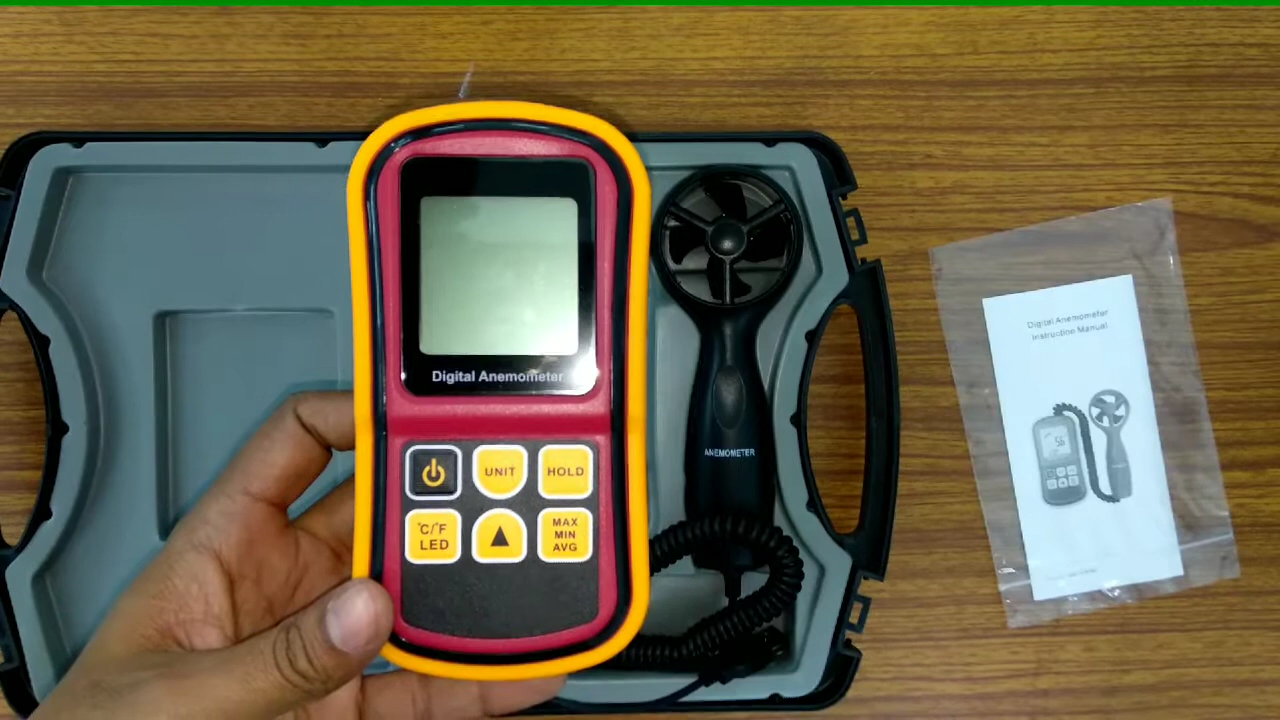 Digital Anemometer
UNIT
HOLD
°C/°F
LED
MAX
MIN
AVG
ANEMOMETER
Digital Anemometer
Instruction Manual